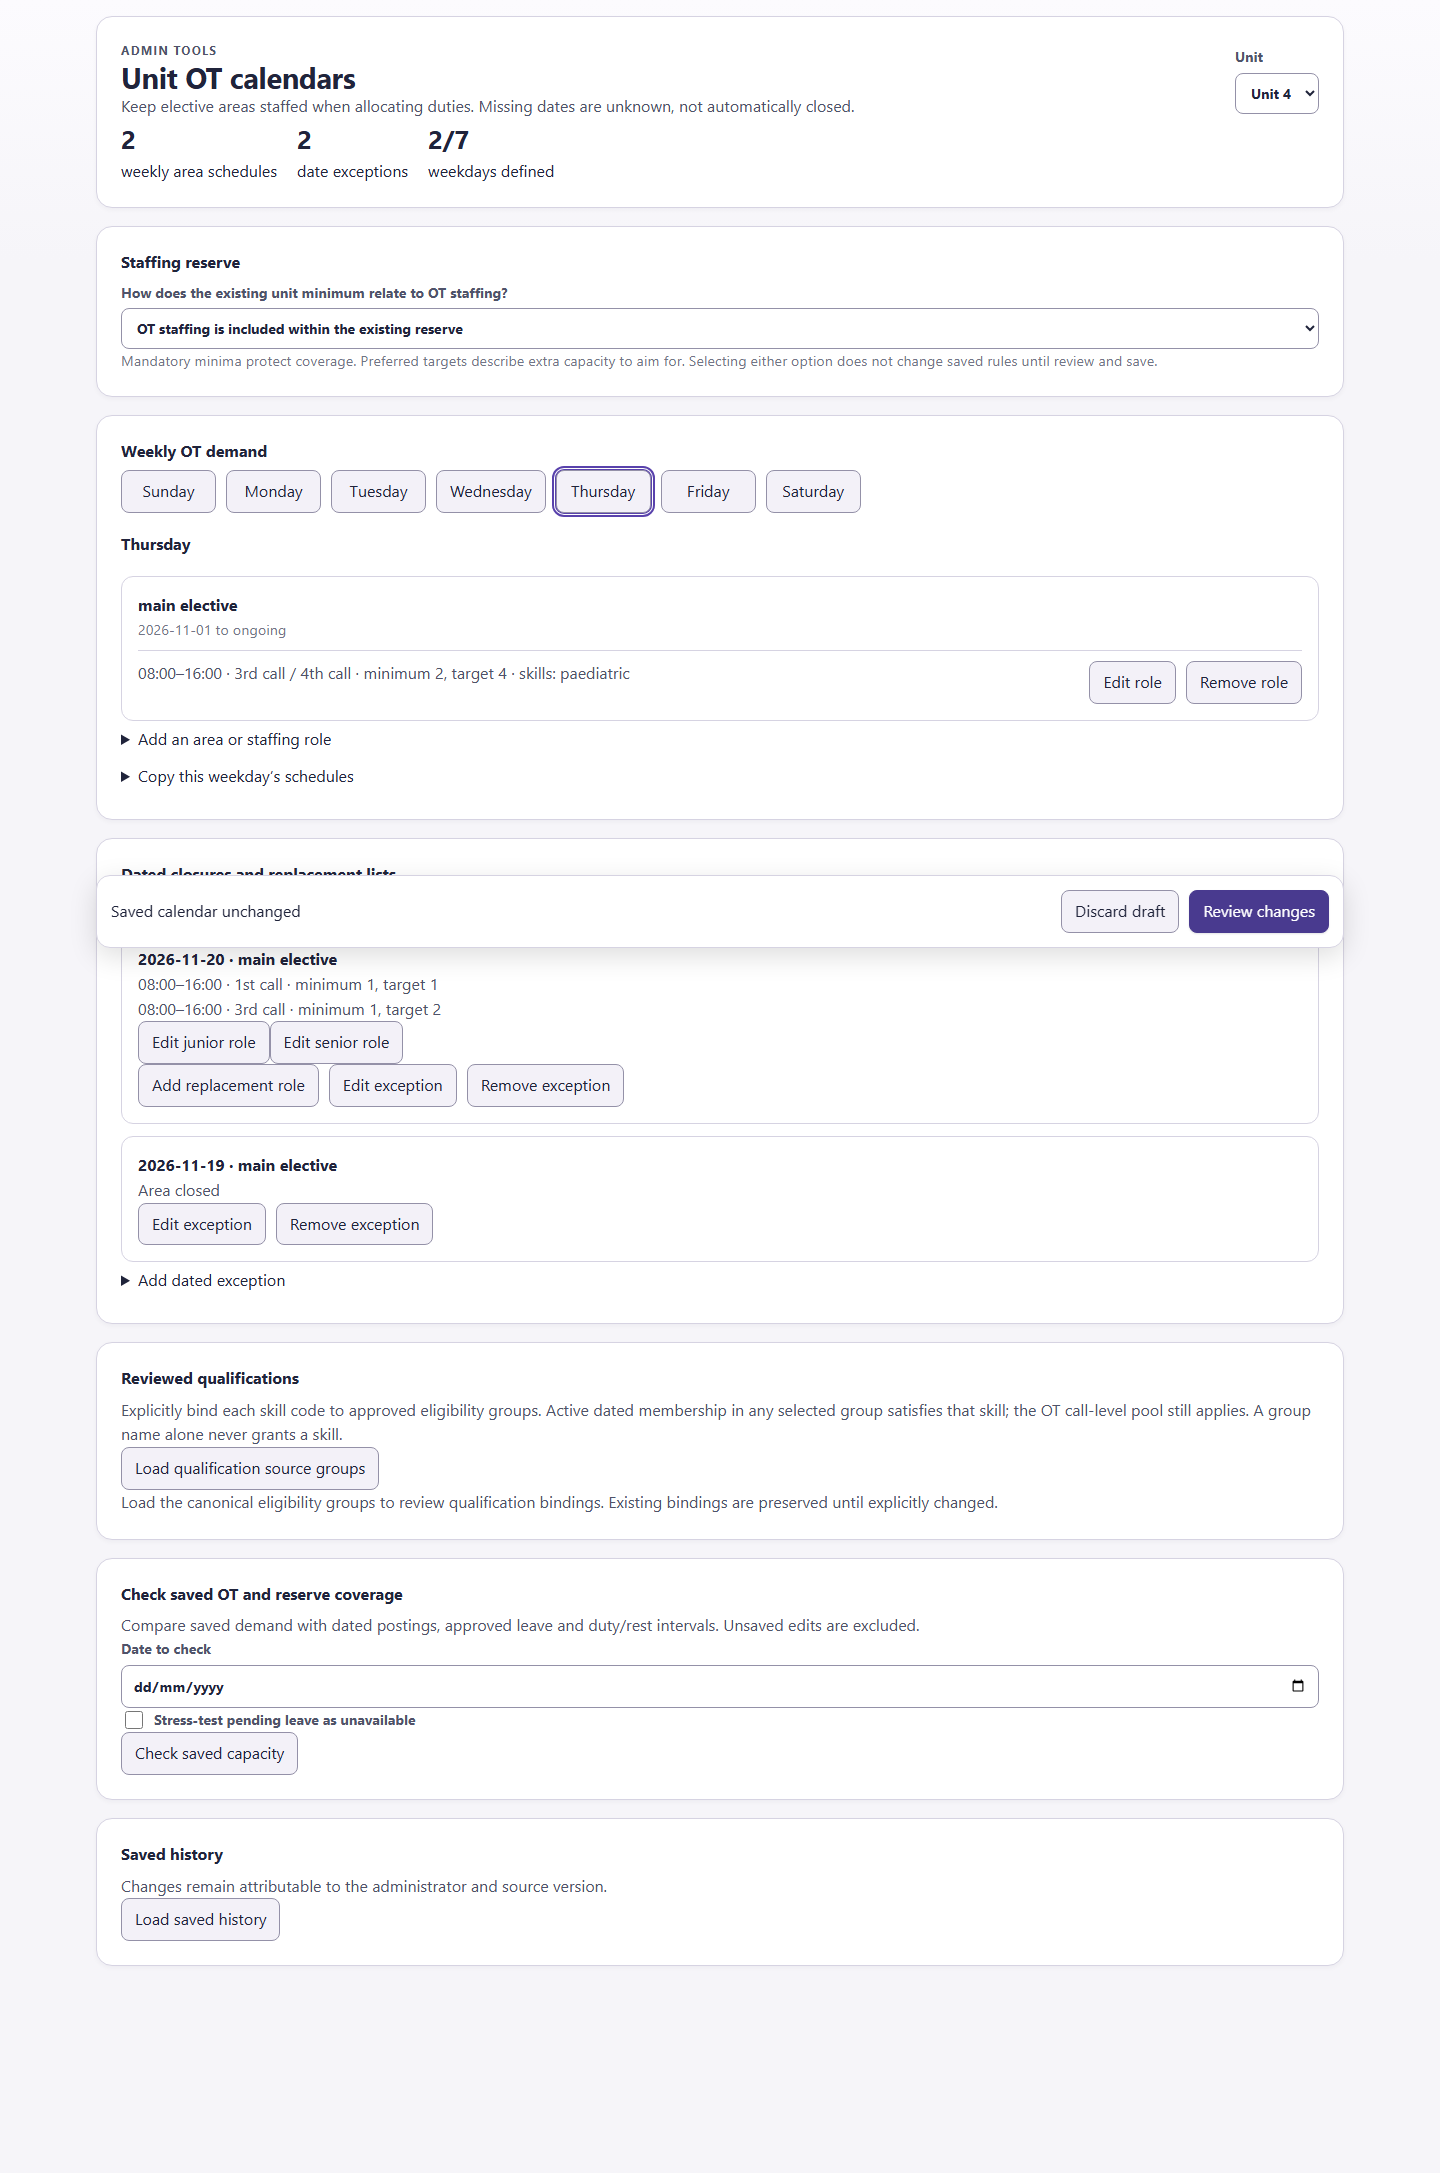 ADMIN TOOLS
Unit OT calendars
Keep elective areas staffed when allocating duties. Missing dates are unknown, not automatically closed.
Unit
Unit 4
2 2 2/7
weekly area schedules date exceptions weekdays defined
Staffing reserve
How does the existing unit minimum relate to OT staffing?
OT staffing is included within the existing reserve
Mandatory minima protect coverage. Preferred targets describe extra capacity to aim for. Selecting either option does not change saved rules until review and save.
Weekly OT demand
Sunday Monday Tuesday Wednesday Thursday Friday Saturday
Thursday
main elective
2026-11-01 to ongoing
08:00–16:00 · 3rd call / 4th call · minimum 2, target 4 · skills: paediatric
Edit role Remove role
Add an area or staffing role
Copy this weekday's schedules
Dated closures and replacement lists
Saved calendar unchanged
Discard draft Review changes
2026-11-20 · main elective
08:00–16:00 · 1st call · minimum 1, target 1
08:00–16:00 · 3rd call · minimum 1, target 2
Edit junior role Edit senior role
Add replacement role Edit exception Remove exception
2026-11-19 · main elective
Area closed
Edit exception Remove exception
Add dated exception
Reviewed qualifications
Explicitly bind each skill code to approved eligibility groups. Active dated membership in any selected group satisfies that skill; the OT call-level pool still applies. A group
name alone never grants a skill.
Load qualification source groups
Load the canonical eligibility groups to review qualification bindings. Existing bindings are preserved until explicitly changed.
Check saved OT and reserve coverage
Compare saved demand with dated postings, approved leave and duty/rest intervals. Unsaved edits are excluded.
Date to check
dd/mm/yyyy
Stress-test pending leave as unavailable
Check saved capacity
Saved history
Changes remain attributable to the administrator and source version.
Load saved history